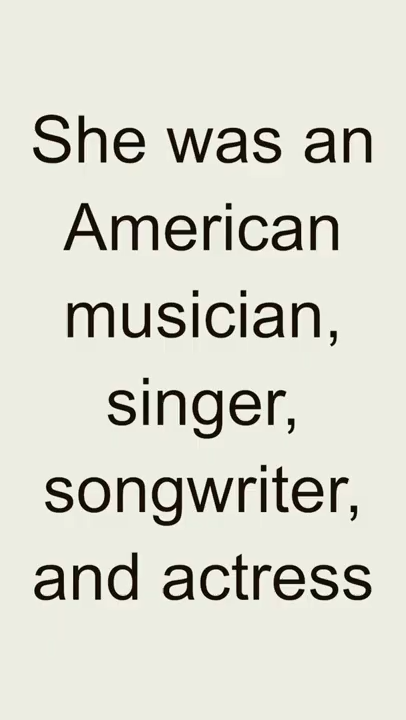 She was an
American
musician,
singer,
songwriter,
and actress